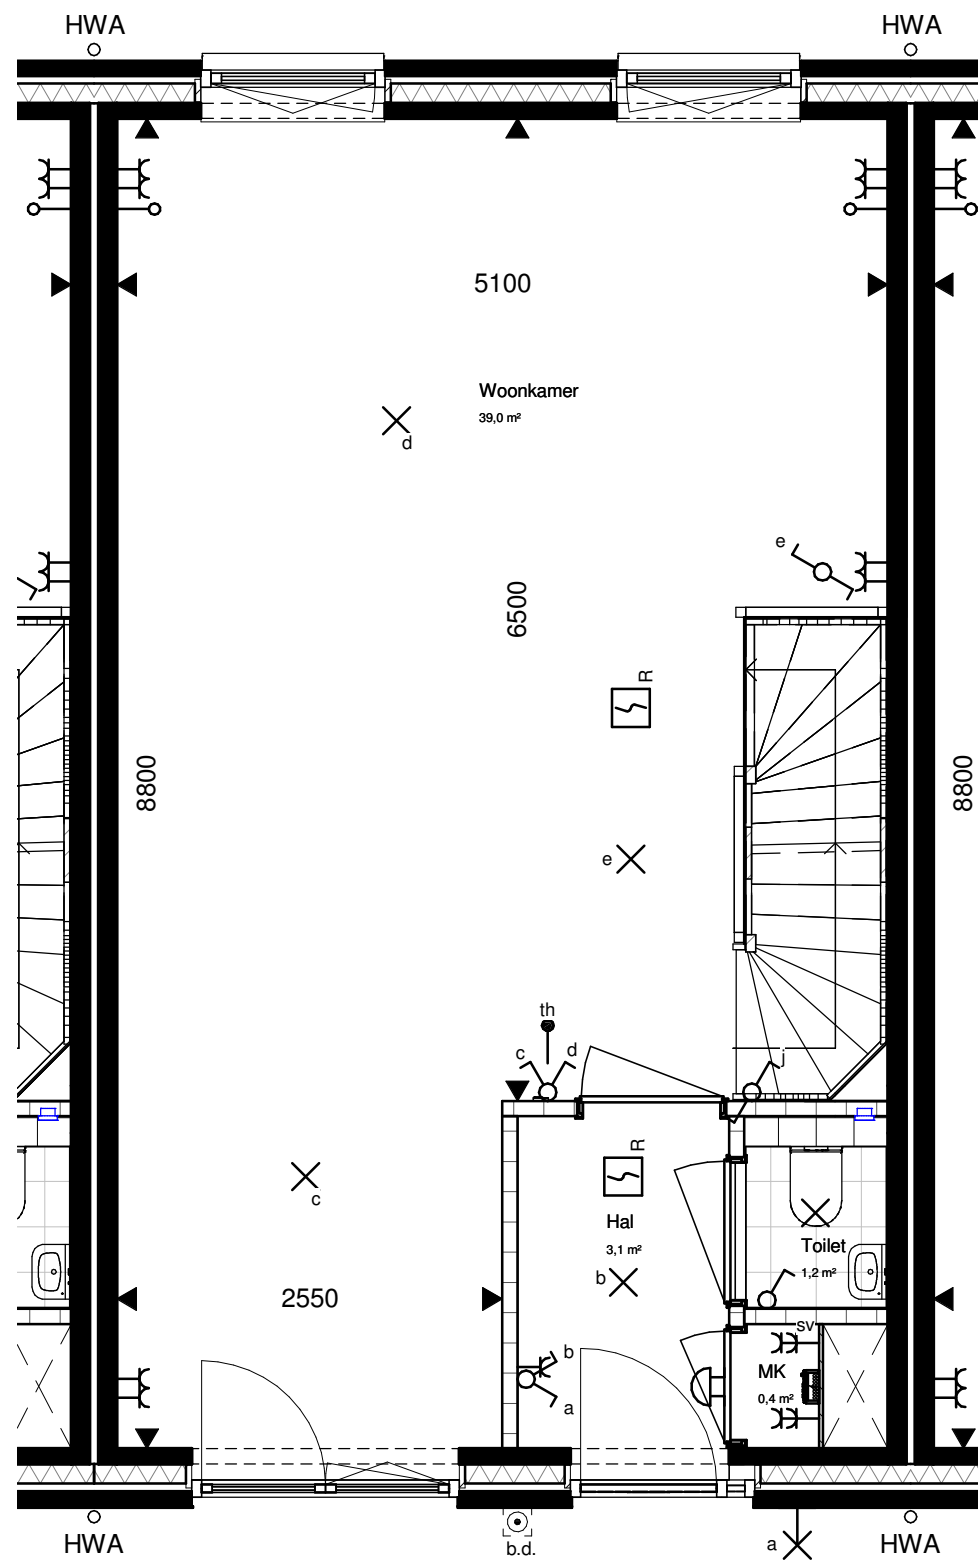 HWA
HWA
5100
Woonkamer
39,0 m²
d
e
6500
R
8800
8800
e
th
c
d
j
R
c
Hal
3,1 m²
Toilet
1,2 m²
b
2550
SV
b
MK
0,4 m²
a
HWA
b.d.
a
HWA